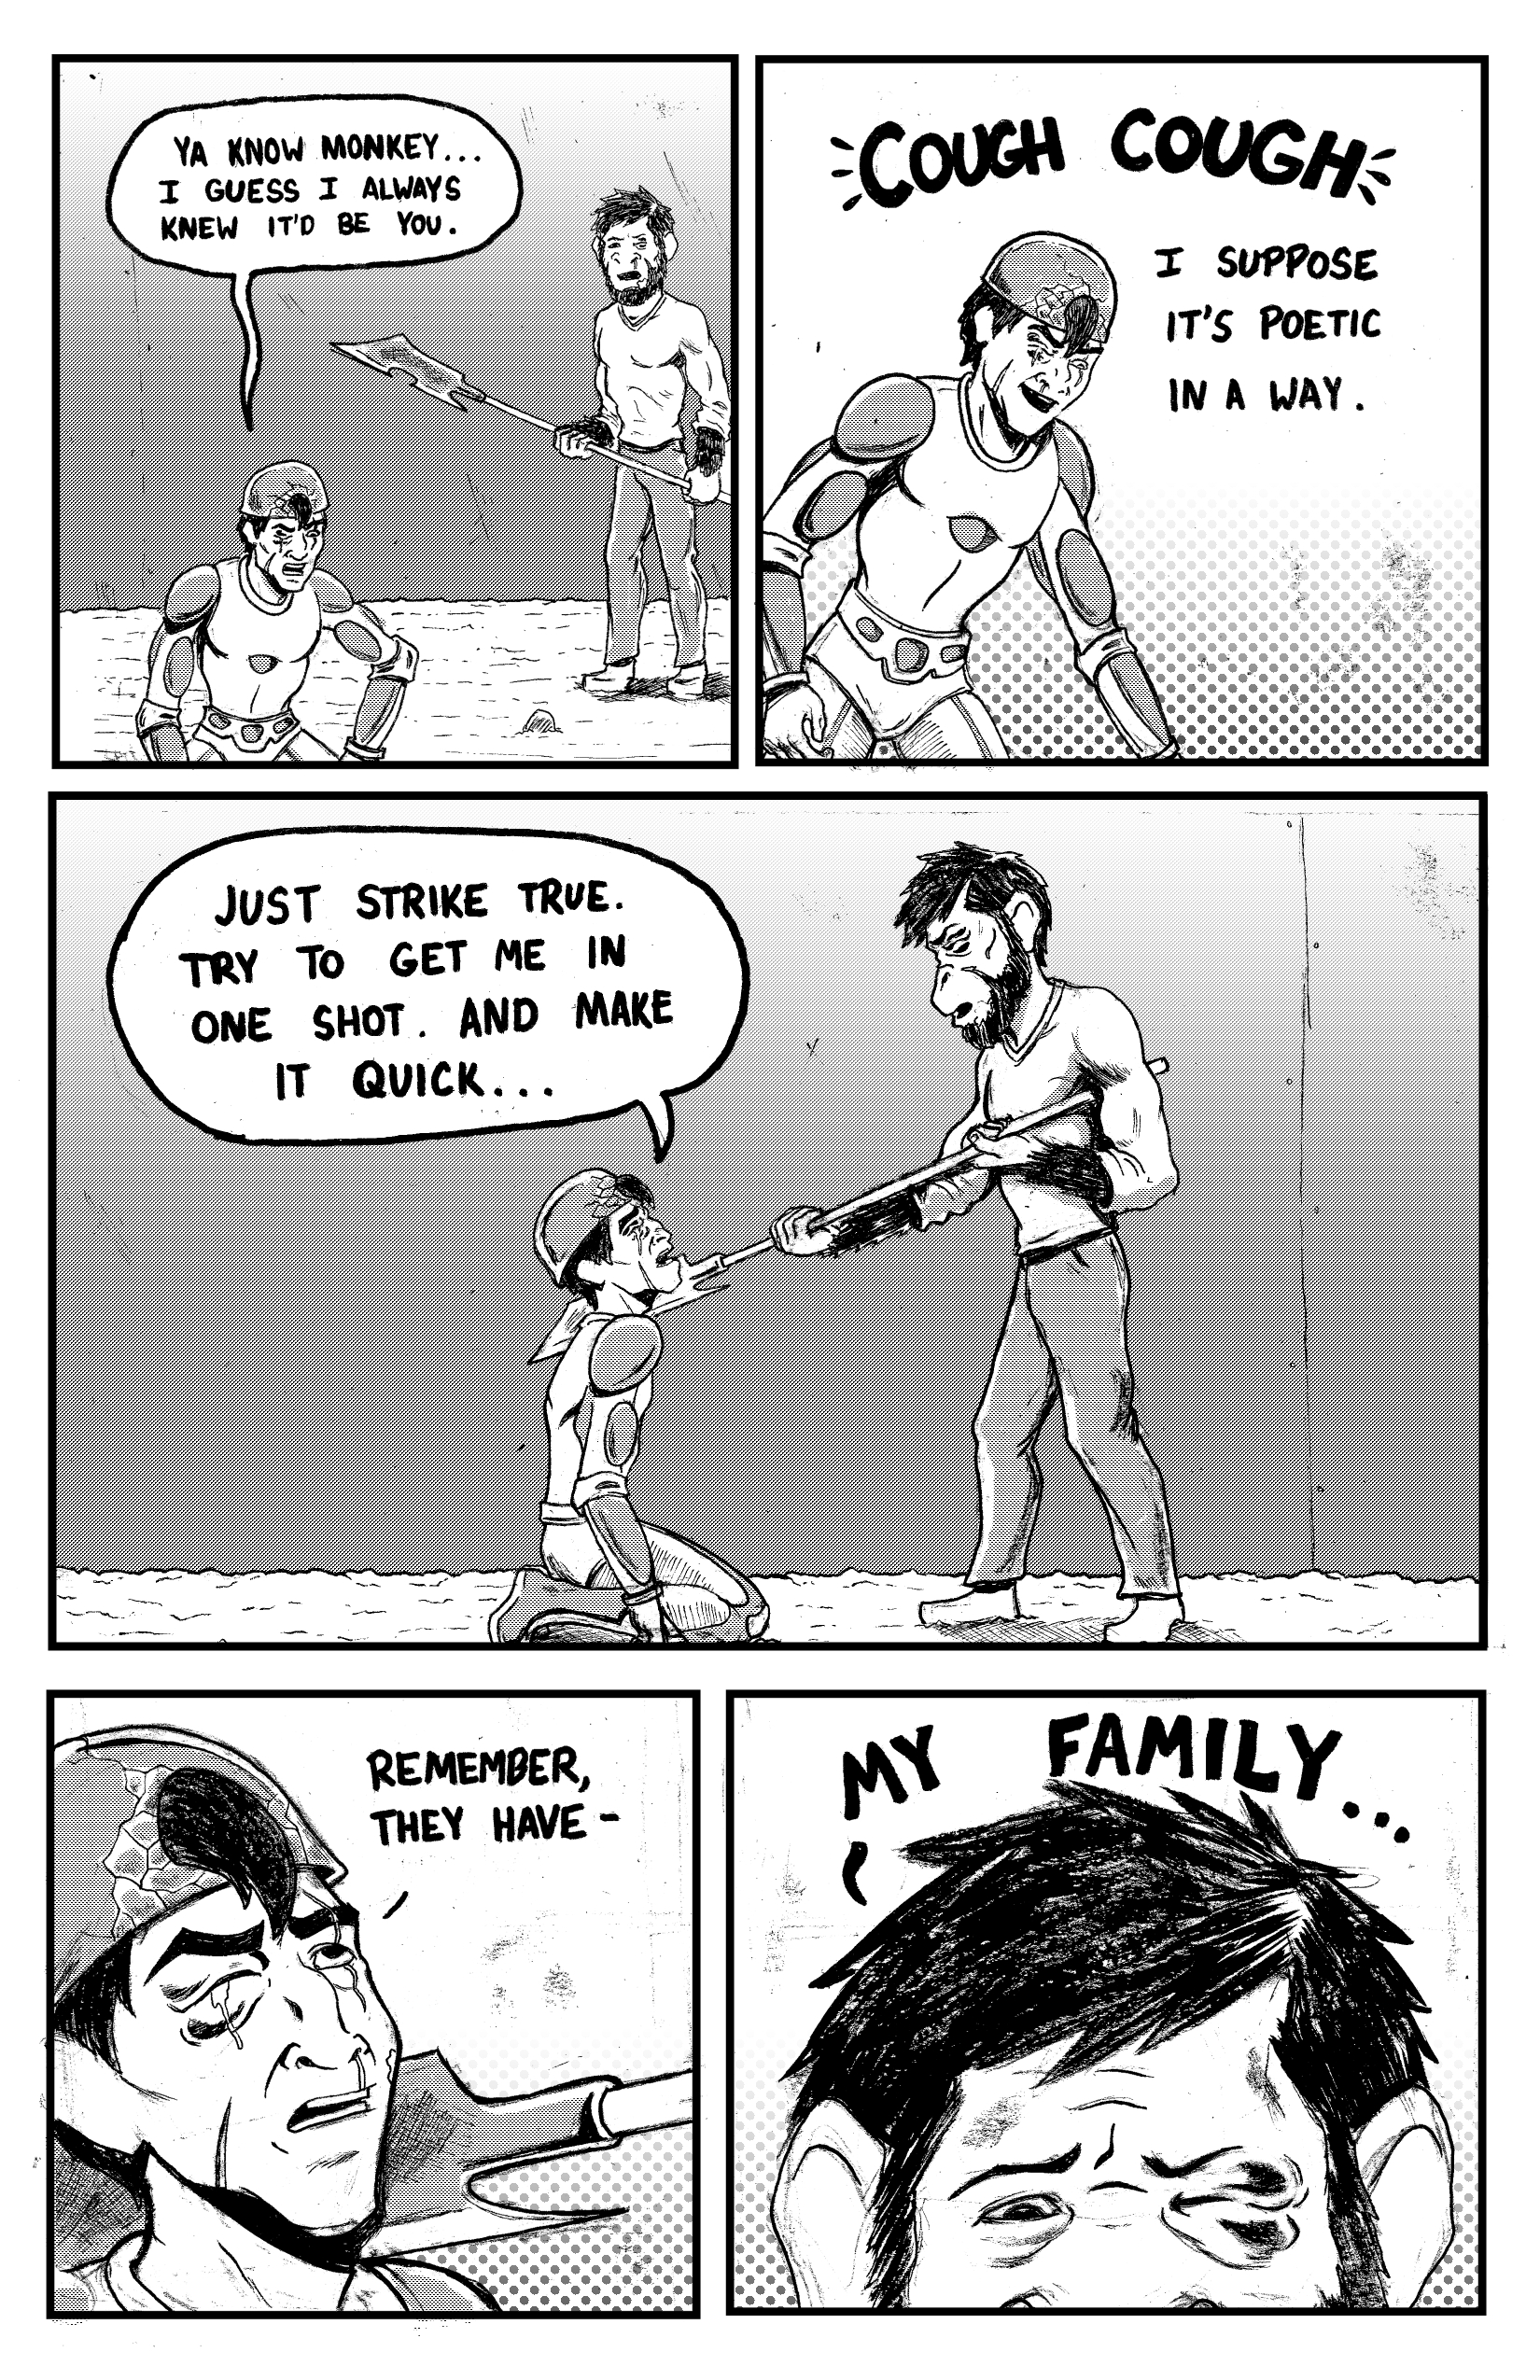 YA KNOW MONKEY...
I GUESS I ALWAYS
KNEW IT'D BE YOU.
COUGH COUGH
I SUPPOSE
IT'S POETIC
IN A WAY.
JUST STRIKE TRUE.
TRY TO GET ME IN
ONE SHOT. AND MAKE
IT QUICK...
REMEMBER,
THEY HAVE-
MY FAMILY...